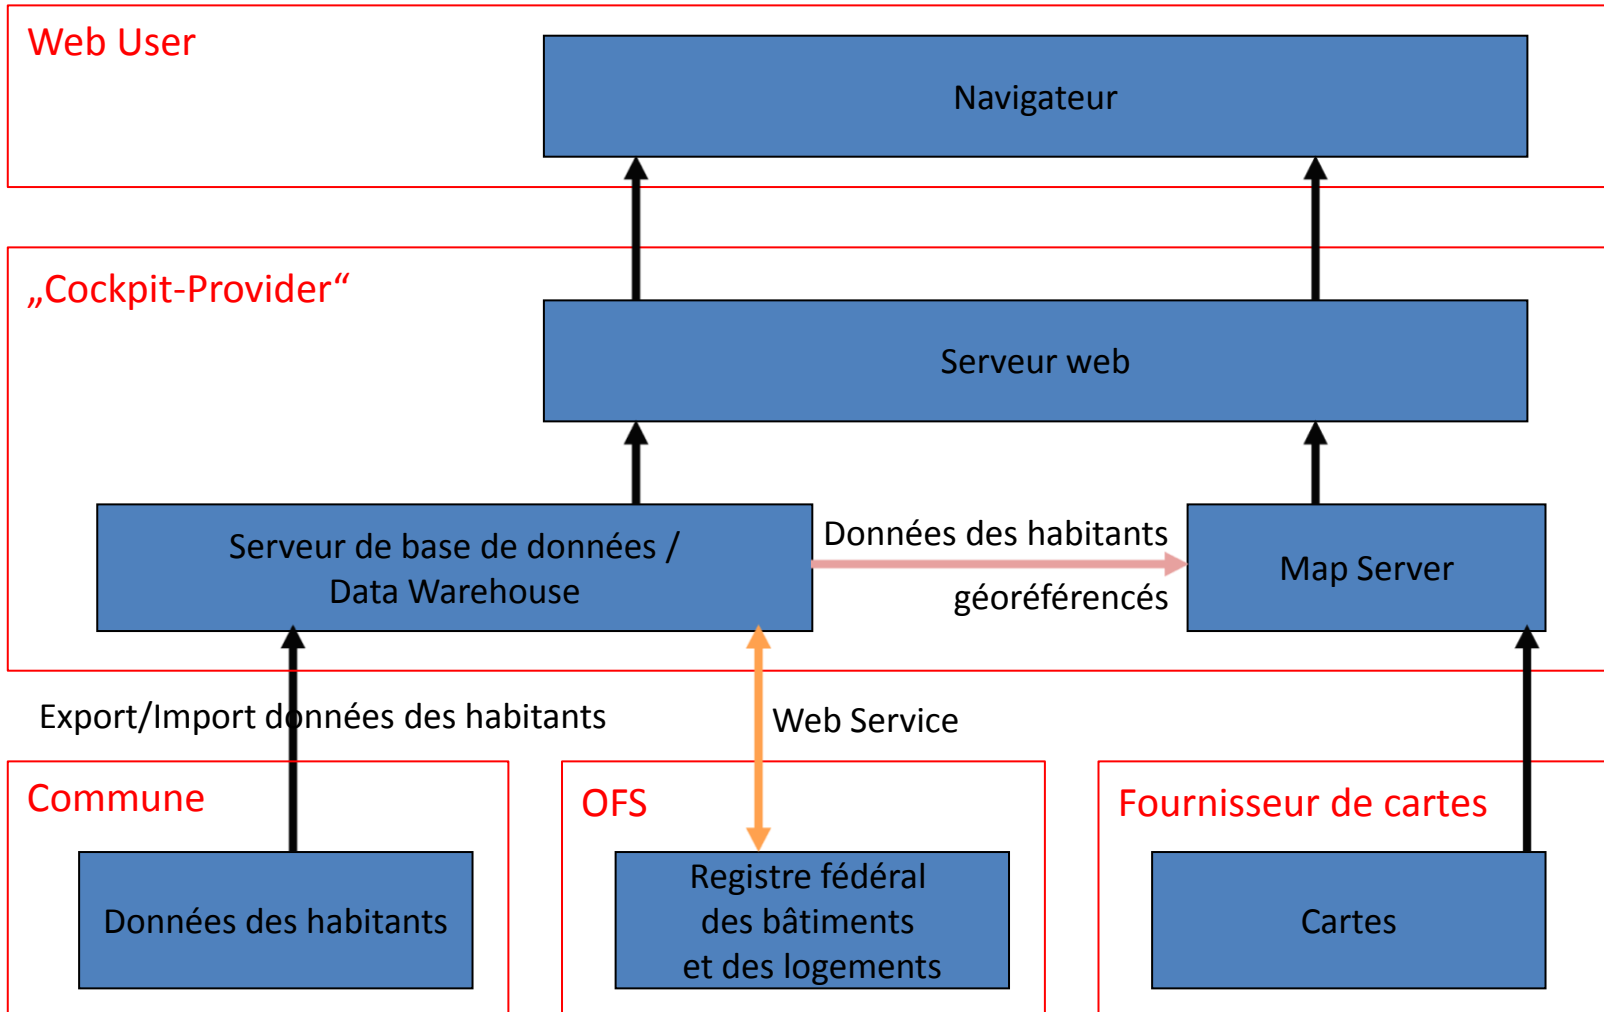 Web User
Navigateur
„Cockpit-Provider“
Serveur web
Serveur de base de données /
Data Warehouse
Données des habitants
géoréférencés
Map Server
Export/Import données des habitants
Web Service
Commune
Données des habitants
OFS
Registre fédéral
des bâtiments
et des logements
Fournisseur de cartes
Cartes